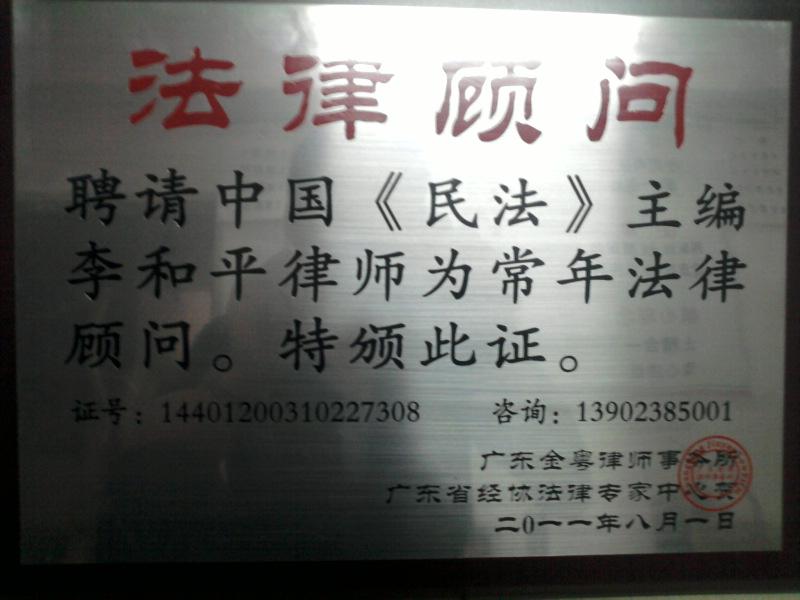 法律顾问
聘请中国《民法》主编
李和平律师为常年法律
顾问。特颁此证。
证号：14401200310227308 咨询：13902385001
广东金粤律师事务所
广东省经协法律专家中心
二0一一年八月一日